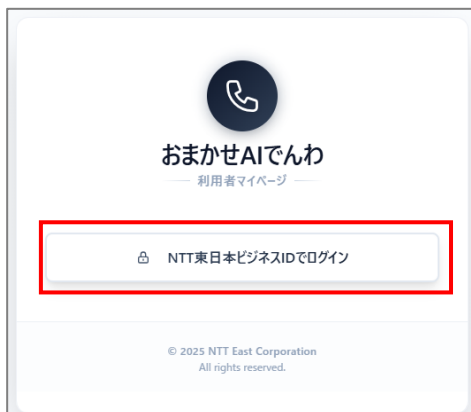 おまかせAIでんわ
利用者マイページ
NTT東日本ビジネスIDでログイン
© 2025 NTT East Corporation
All rights reserved.